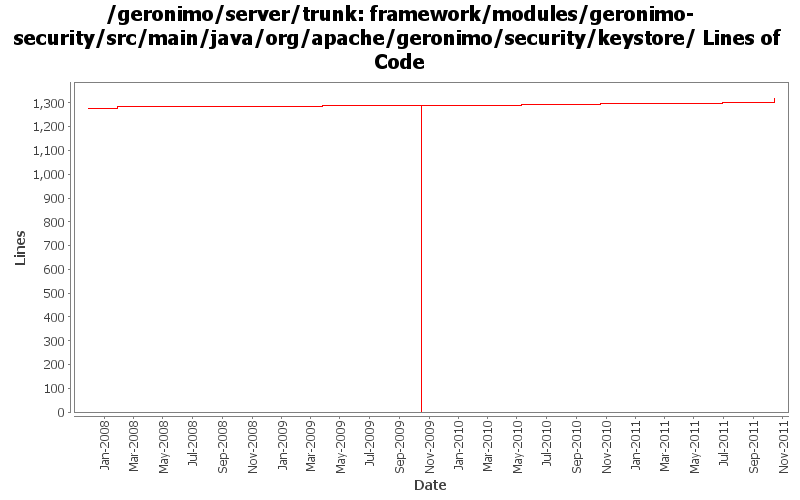 /geronimo/server/trunk: framework/modules/geronimo-
security/src/main/java/org/apache/geronimo/security/keystore/ Lines of
Code
1,300
1,200
1,100
1,000
900
800
700
600
500
400
300
200
100
0
Lines
Jan-2008
Mar-2008
May-2008
Jul-2008
Sep-2008
Nov-2008
Jan-2009
Mar-2009
May-2009
Jul-2009
Sep-2009
Nov-2009
Jan-2010
Mar-2010
May-2010
Jul-2010
Sep-2010
Nov-2010
Jan-2011
Mar-2011
May-2011
Jul-2011
Sep-2011
Nov-2011
Date